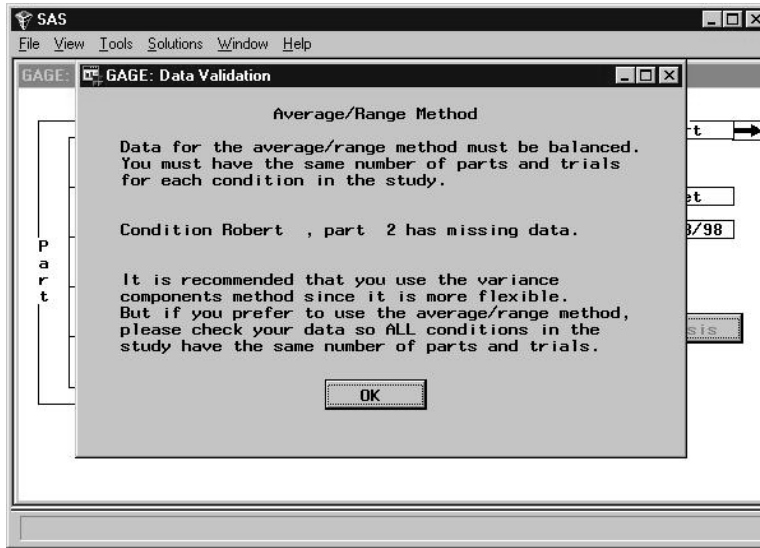 SAS
File View Tools Solutions Window Help
GAGE:
GAGE: Data Validation
Average/Range Method
Data for the average/range method must be balanced.
You must have the same number of parts and trials
for each condition in the study.
Condition Robert , part 2 has missing data.
It is recommended that you use the variance
components method since it is more flexible.
But if you prefer to use the average/range method,
please check your data so ALL conditions in the
study have the same number of parts and trials.
OK
Part
/98